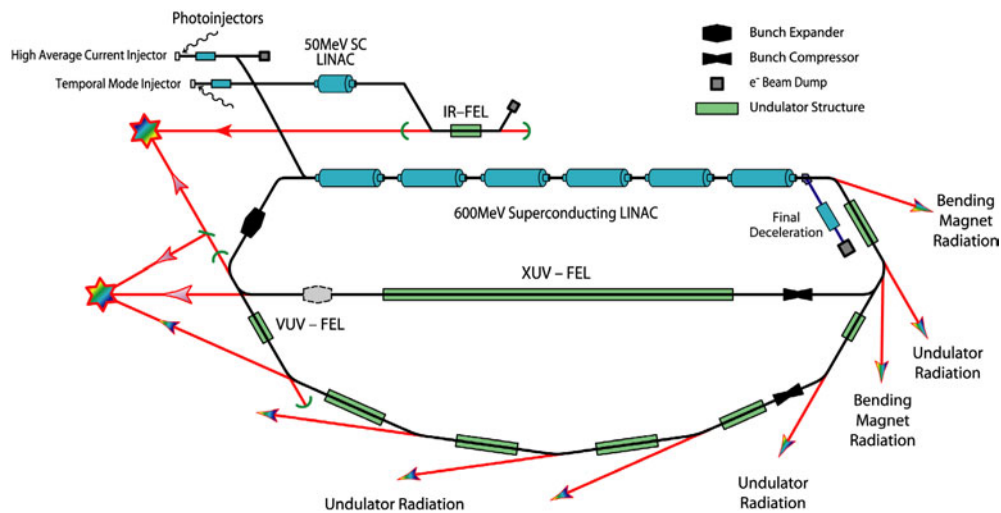 Photoinjectors
High Average Current Injector
Temporal Mode Injector
50MeV SC
LINAC
IR–FEL
Bunch Expander
Bunch Compressor
e⁻ Beam Dump
Undulator Structure
600MeV Superconducting LINAC
Final
Deceleration
Bending
Magnet
Radiation
XUV – FEL
VUV – FEL
Undulator
Radiation
Bending
Magnet
Radiation
Undulator
Radiation
Undulator Radiation